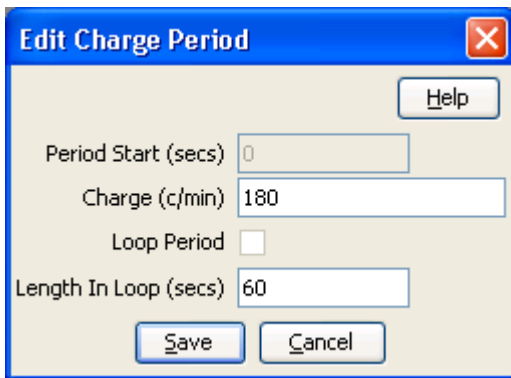 Edit Charge Period
Help
Period Start (secs) 0
Charge (c/min) 180
Loop Period
Length In Loop (secs) 60
Save Cancel